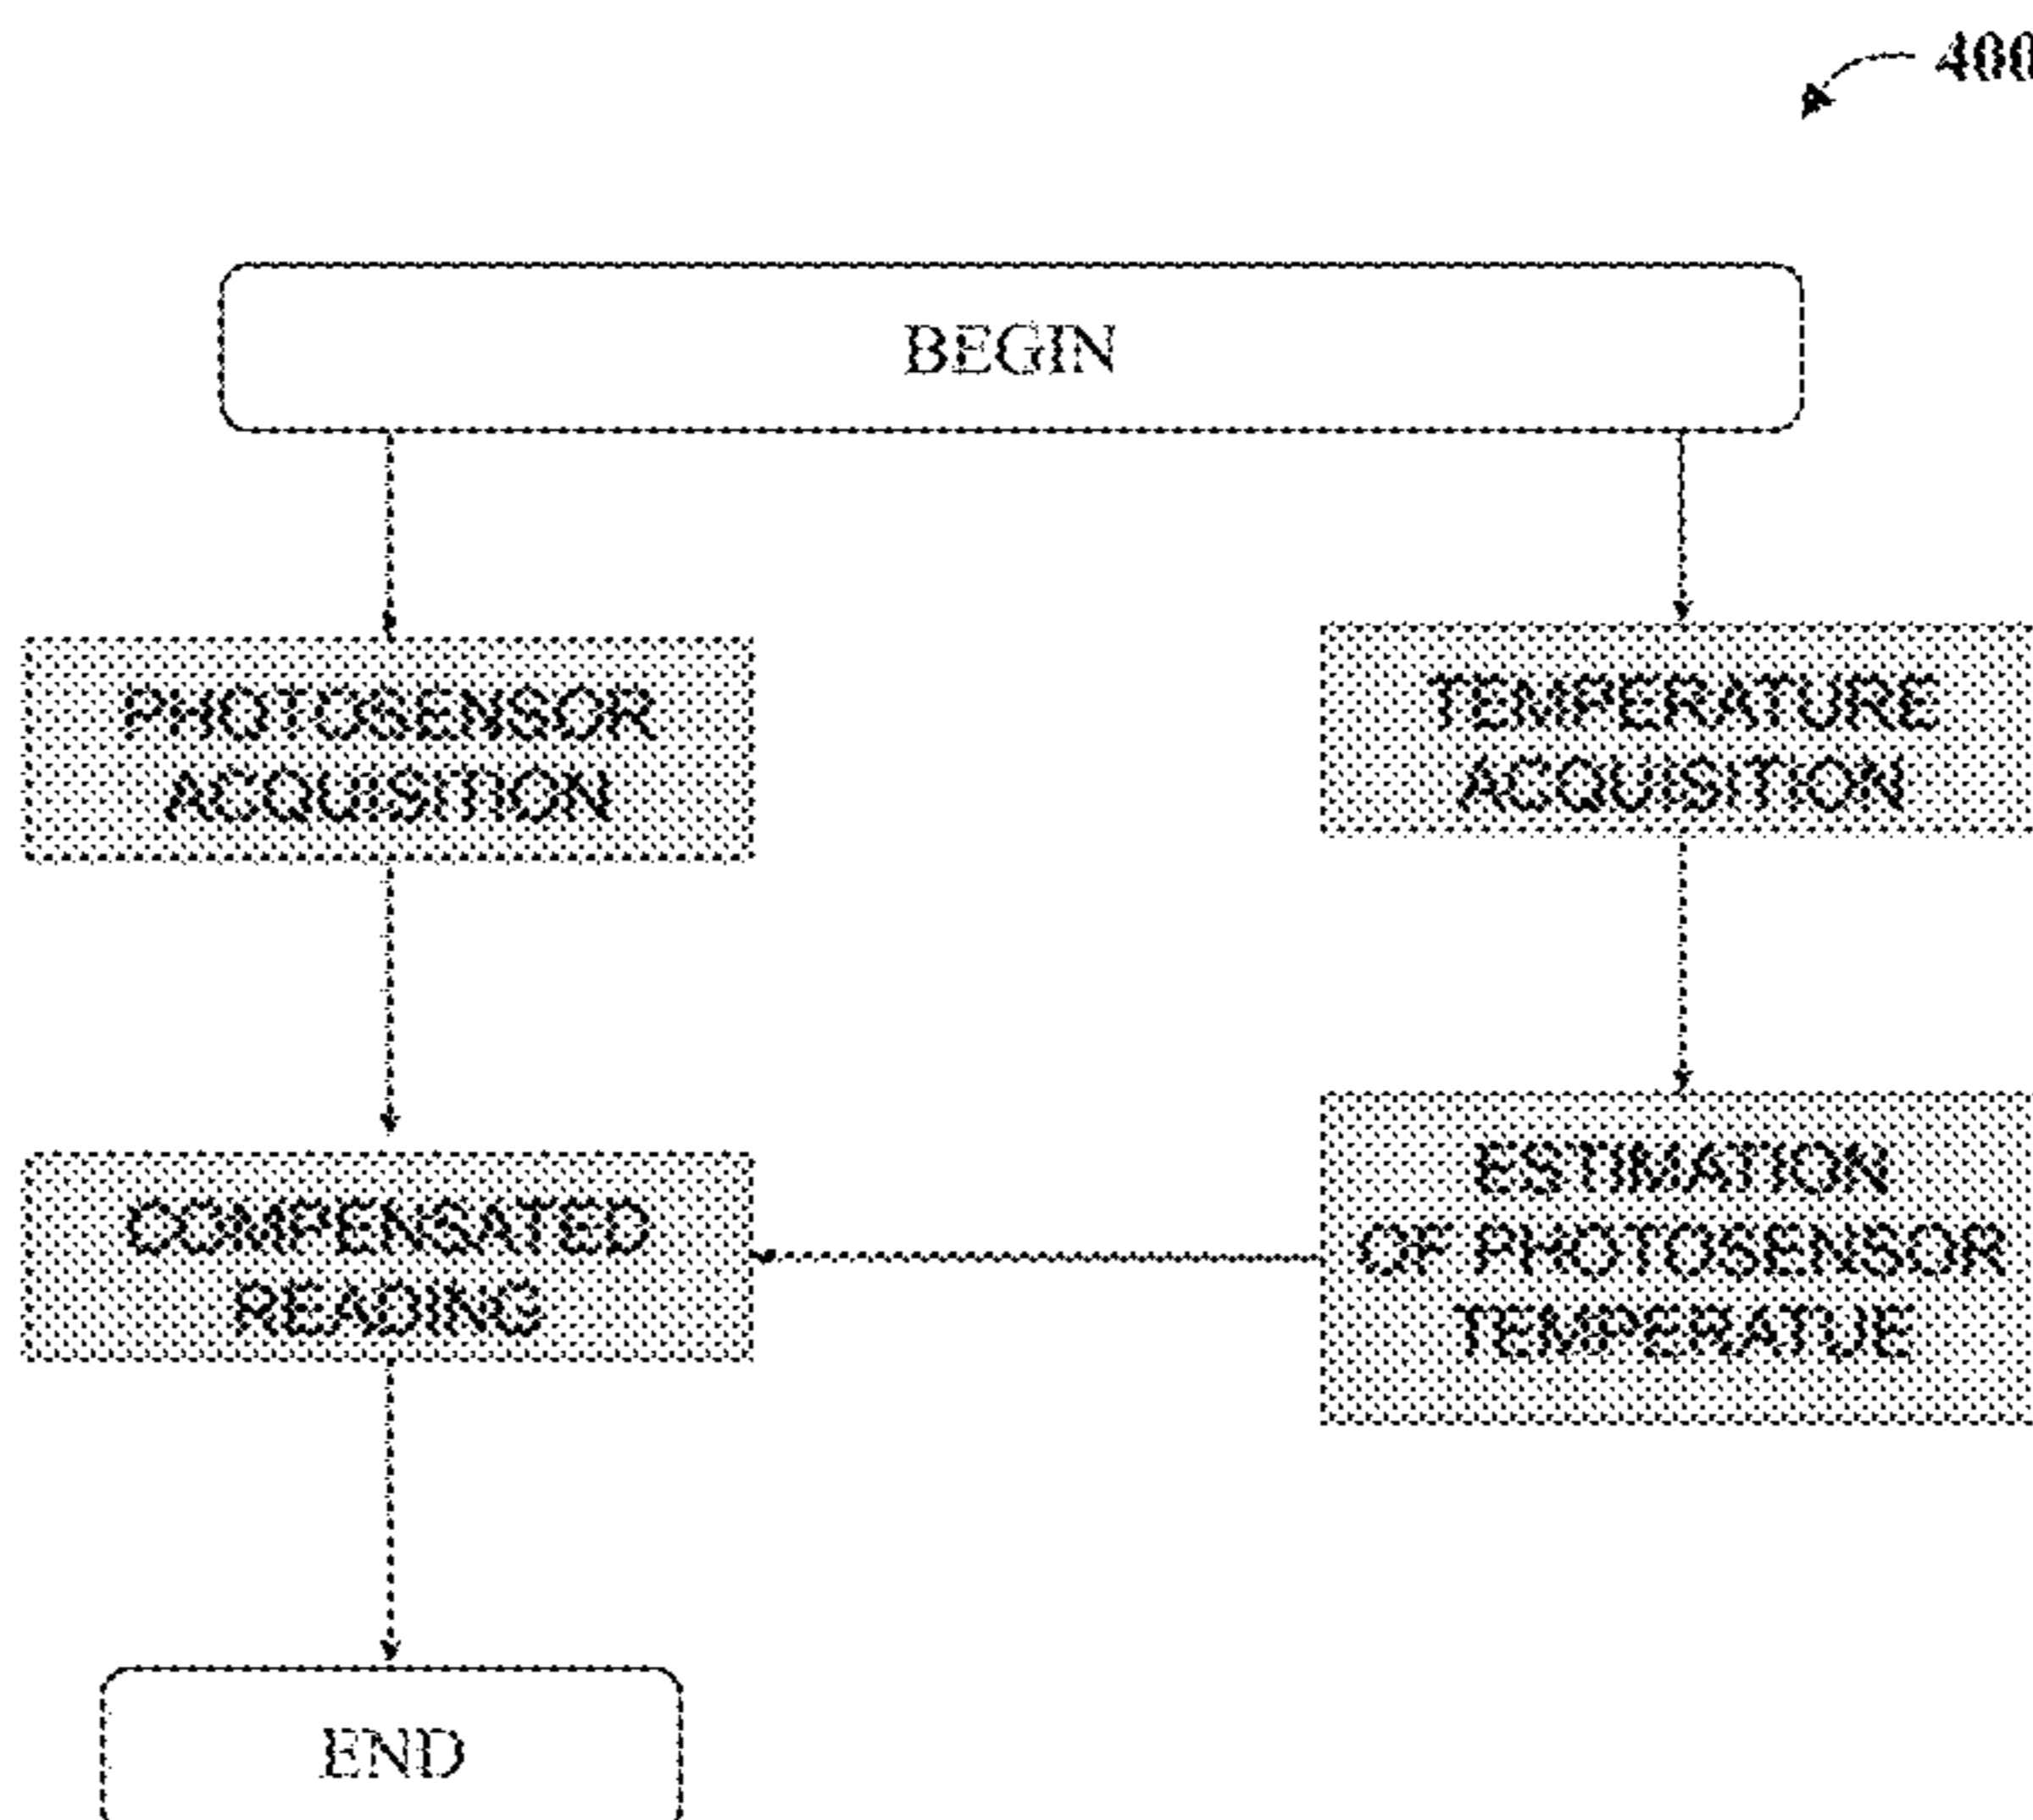 400
BEGIN
PHOTOSENSOR
ACQUISITION
TEMPERATURE
ACQUISITION
COMPENSATED
READING
ESTIMATION
OF PHOTOSENSOR
TEMPERATUE
END